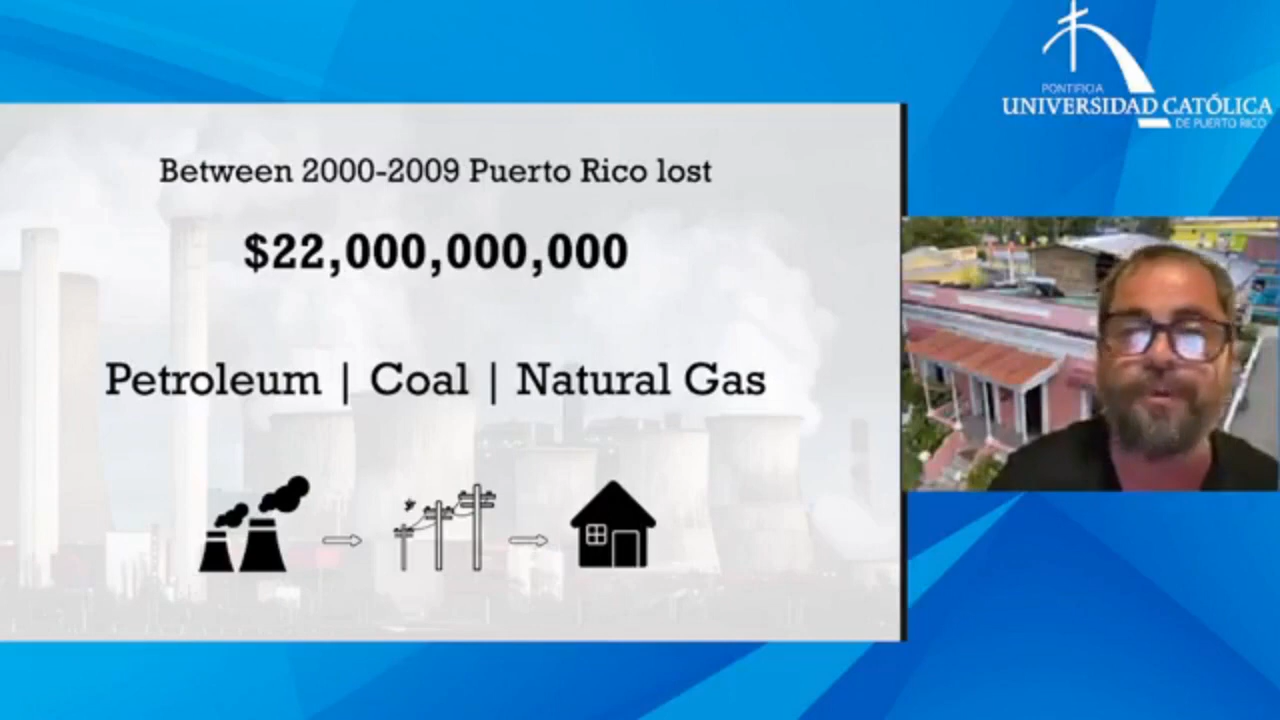 PONTIFICIA
UNIVERSIDAD CATÓLICA
DE PUERTO RICO
Between 2000-2009 Puerto Rico lost
$22,000,000,000
Petroleum | Coal | Natural Gas